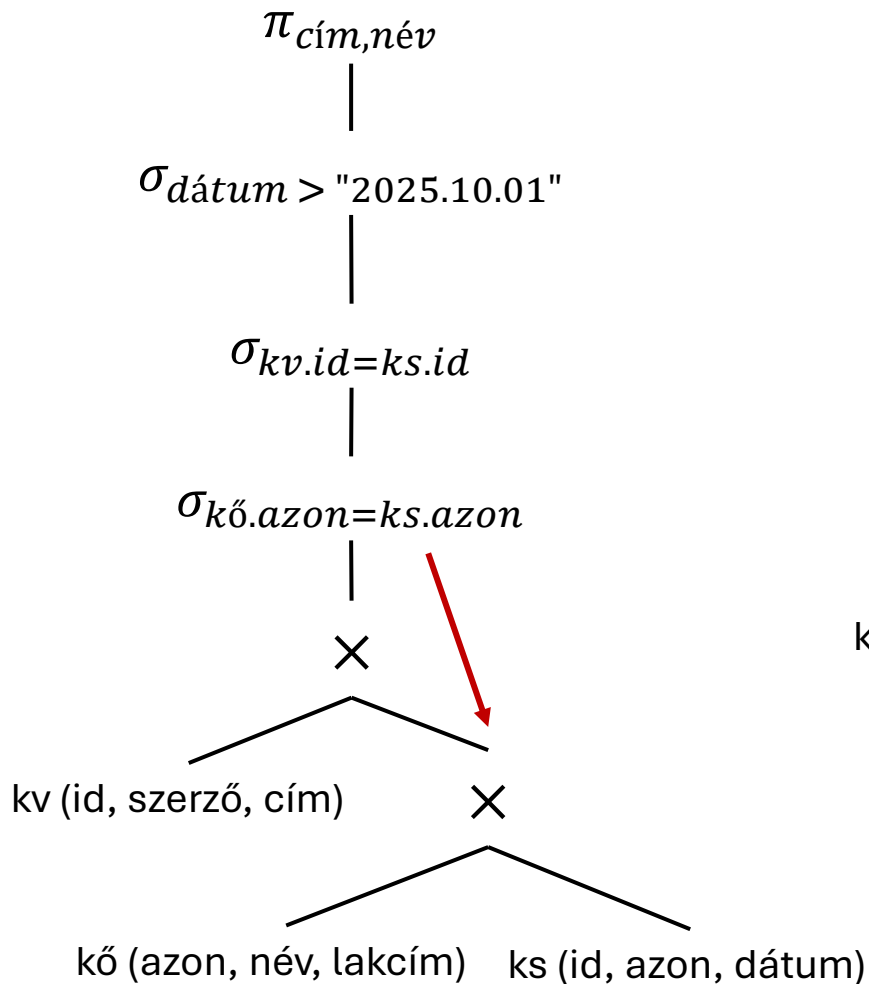 π cím,név
σ dátum > "2025.10.01"
σ kv.id=ks.id
σ kő.azon=ks.azon
×
k
kv (id, szerző, cím)
×
kő (azon, név, lakcím) ks (id, azon, dátum)